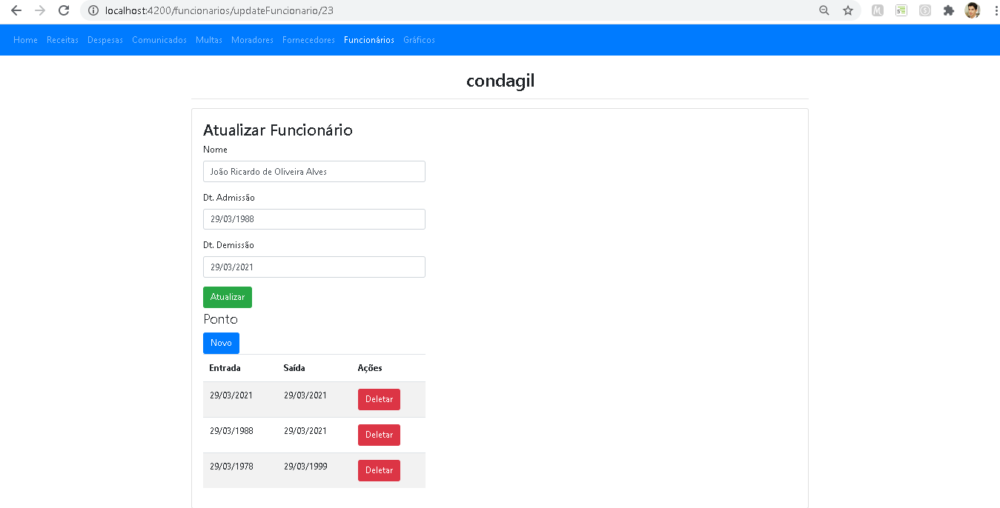 localhost:4200/funcionarios/updateFuncionario/23
Home Receitas Despesas Comunicados Multas Moradores Fornecedores Funcionários Gráficos
condagil
Atualizar Funcionário
Nome
João Ricardo de Oliveira Alves
Dt. Admissão
29/03/1988
Dt. Demissão
29/03/2021
Atualizar
Ponto
Novo
Entrada Saída Ações
29/03/2021 29/03/2021 Deletar
29/03/1988 29/03/2021 Deletar
29/03/1978 29/03/1999 Deletar